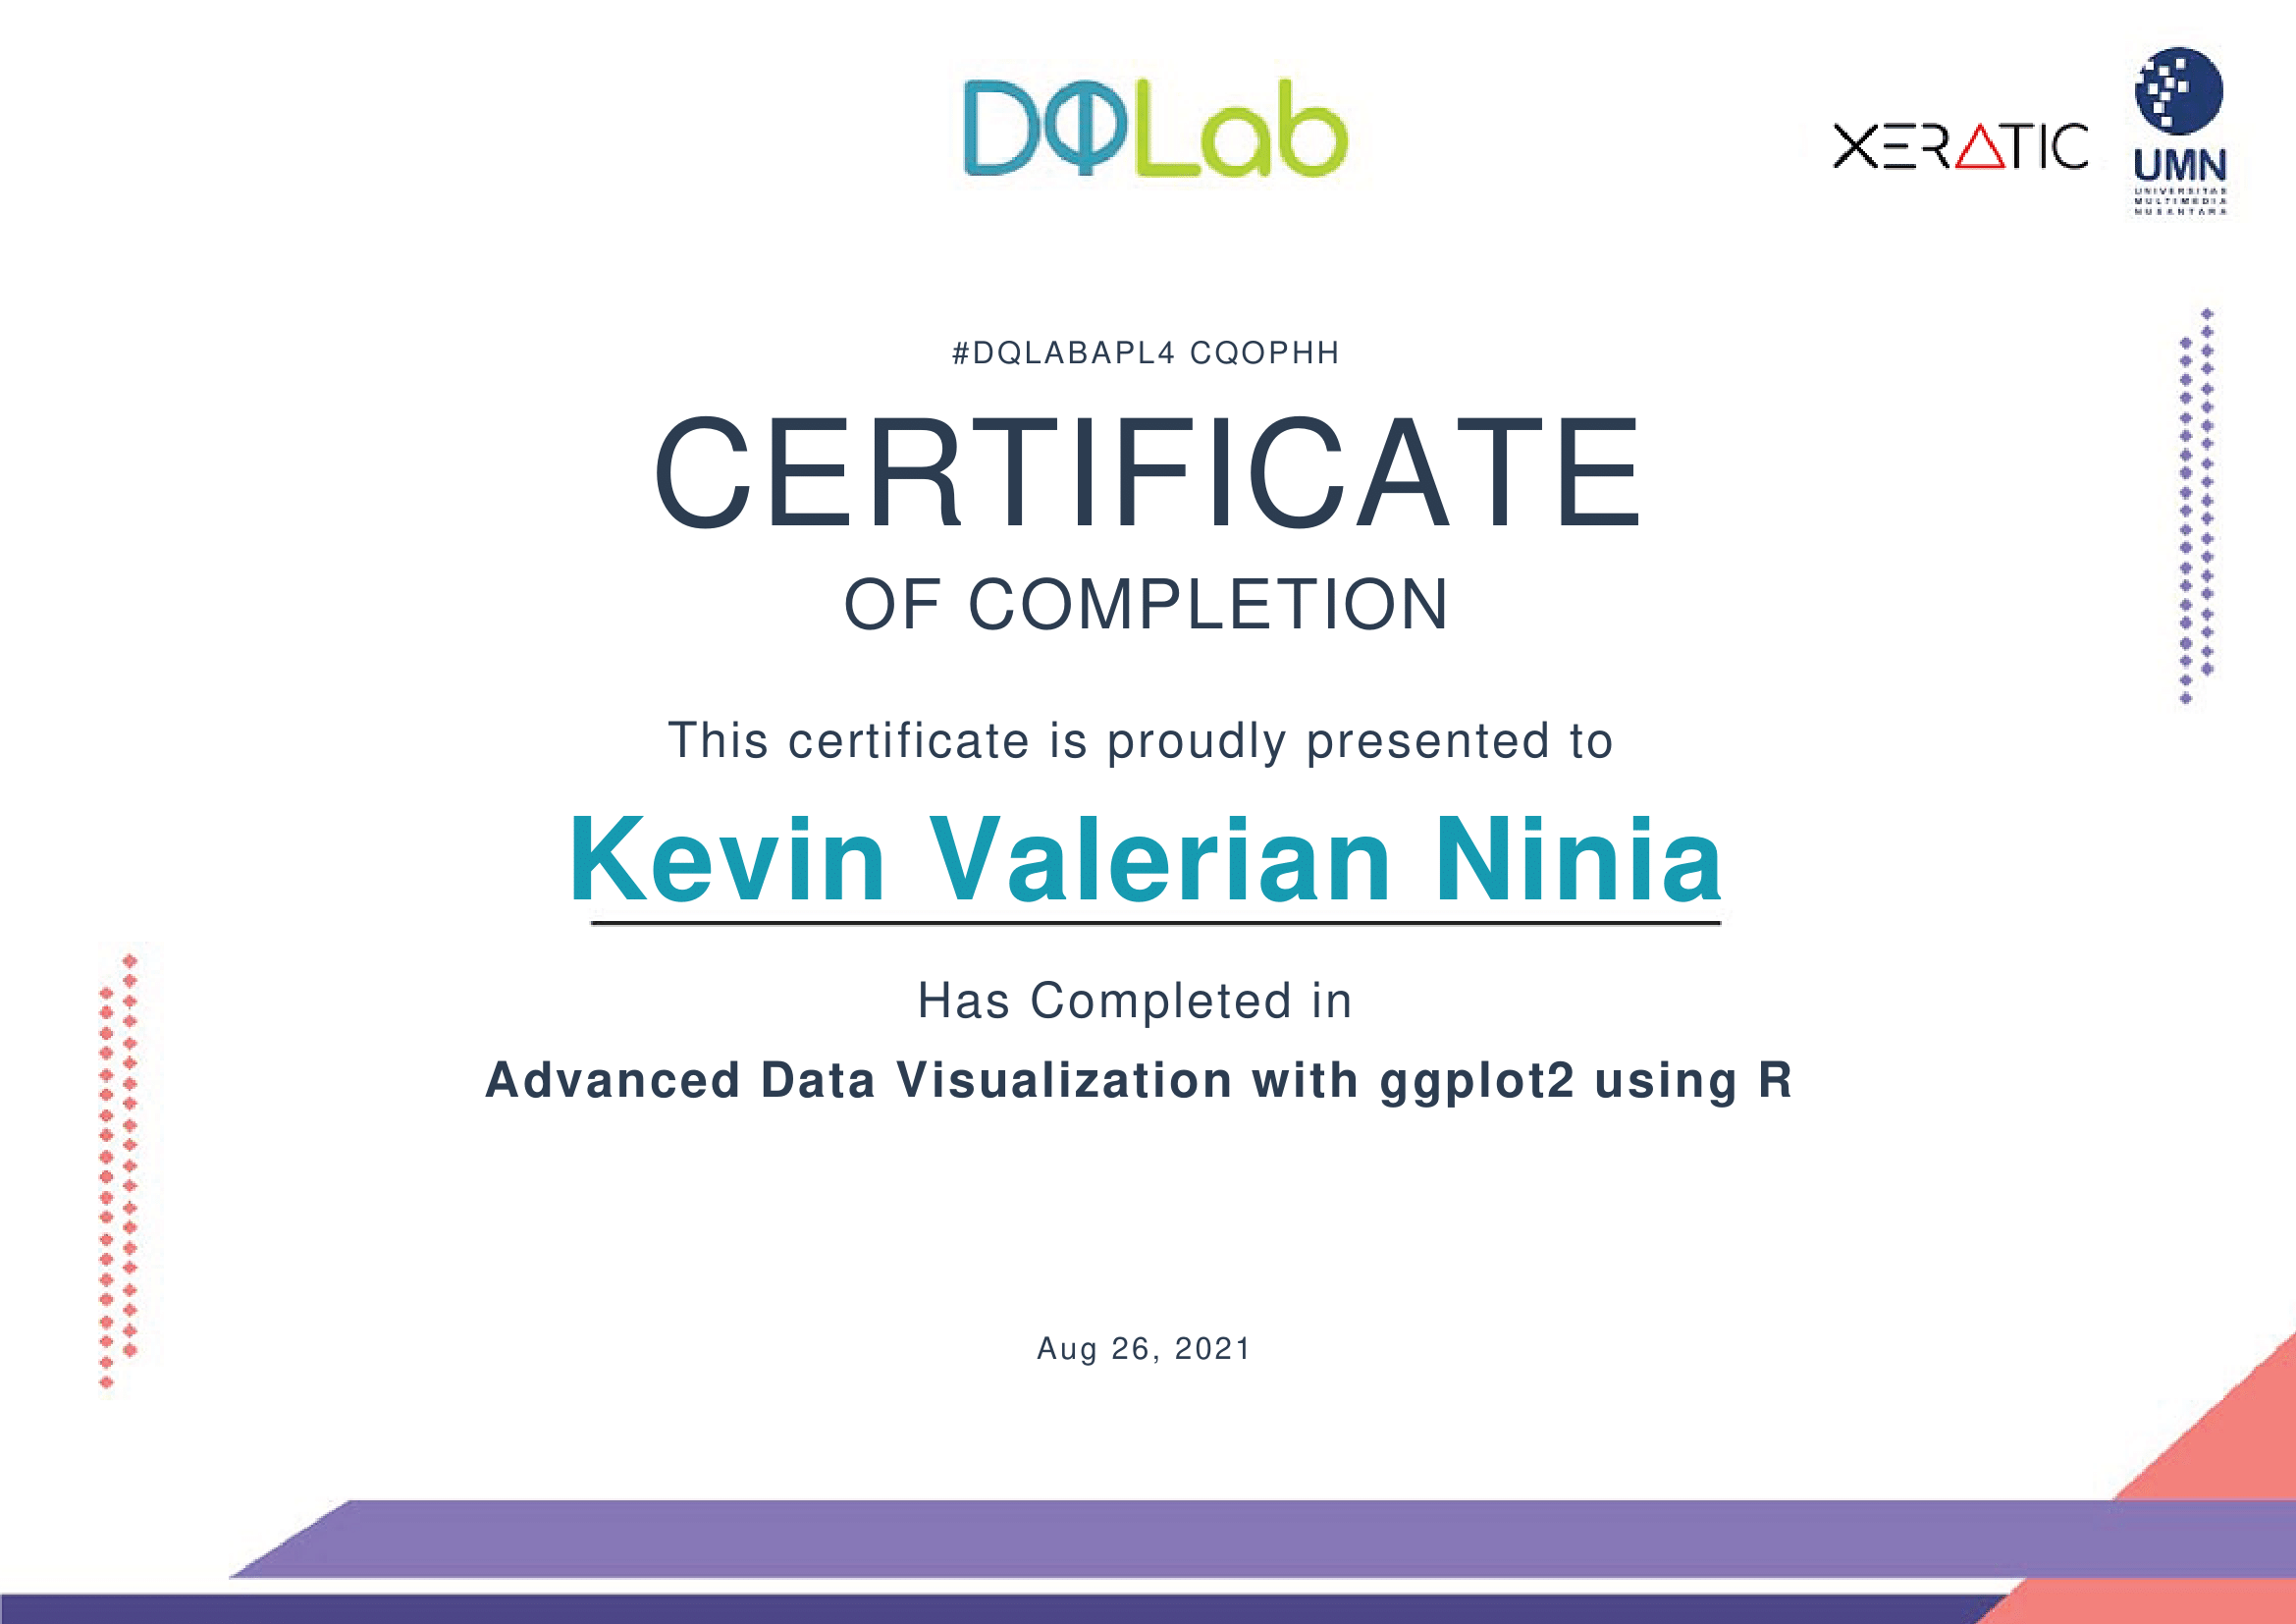 DQLab
XERATIC
UMN
UNIVERSITAS
MULTIMEDIA
NUSANTARA
#DQLABAPL4 CQOPHH
CERTIFICATE
OF COMPLETION
This certificate is proudly presented to
Kevin Valerian Ninia
Has Completed in
Advanced Data Visualization with ggplot2 using R
Aug 26, 2021